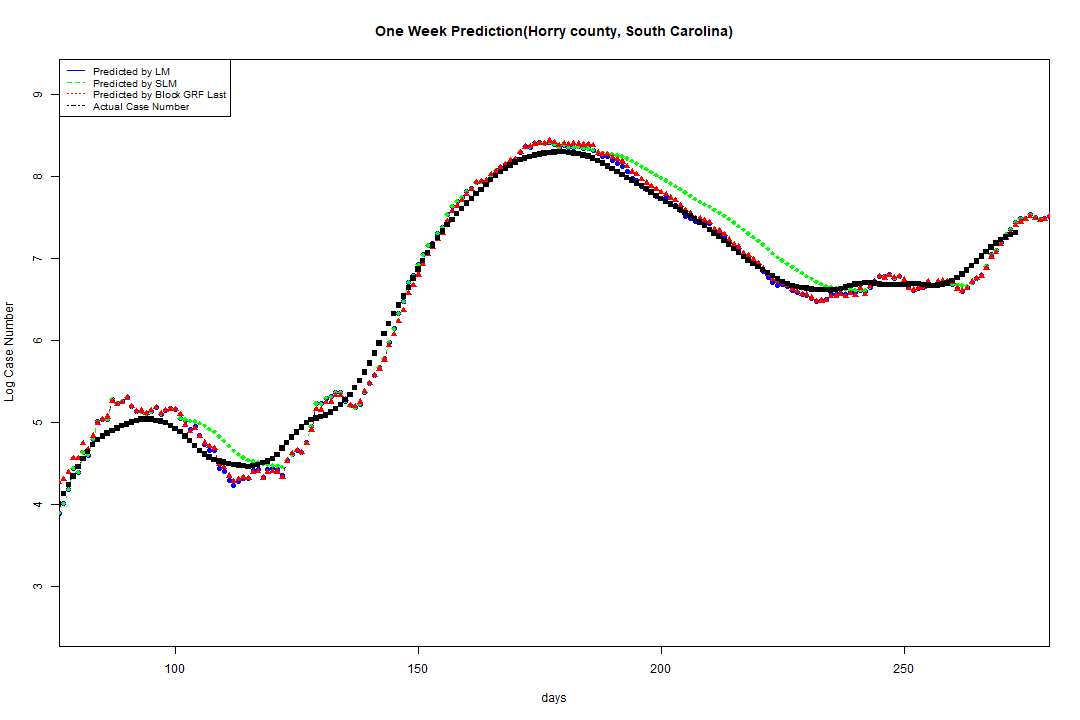 One Week Prediction(Horry county, South Carolina)
Predicted by LM
Predicted by SLM
Predicted by Block GRF Last
Actual Case Number
9
8
7
6
5
4
3
Log Case Number
100 150 200 250
days